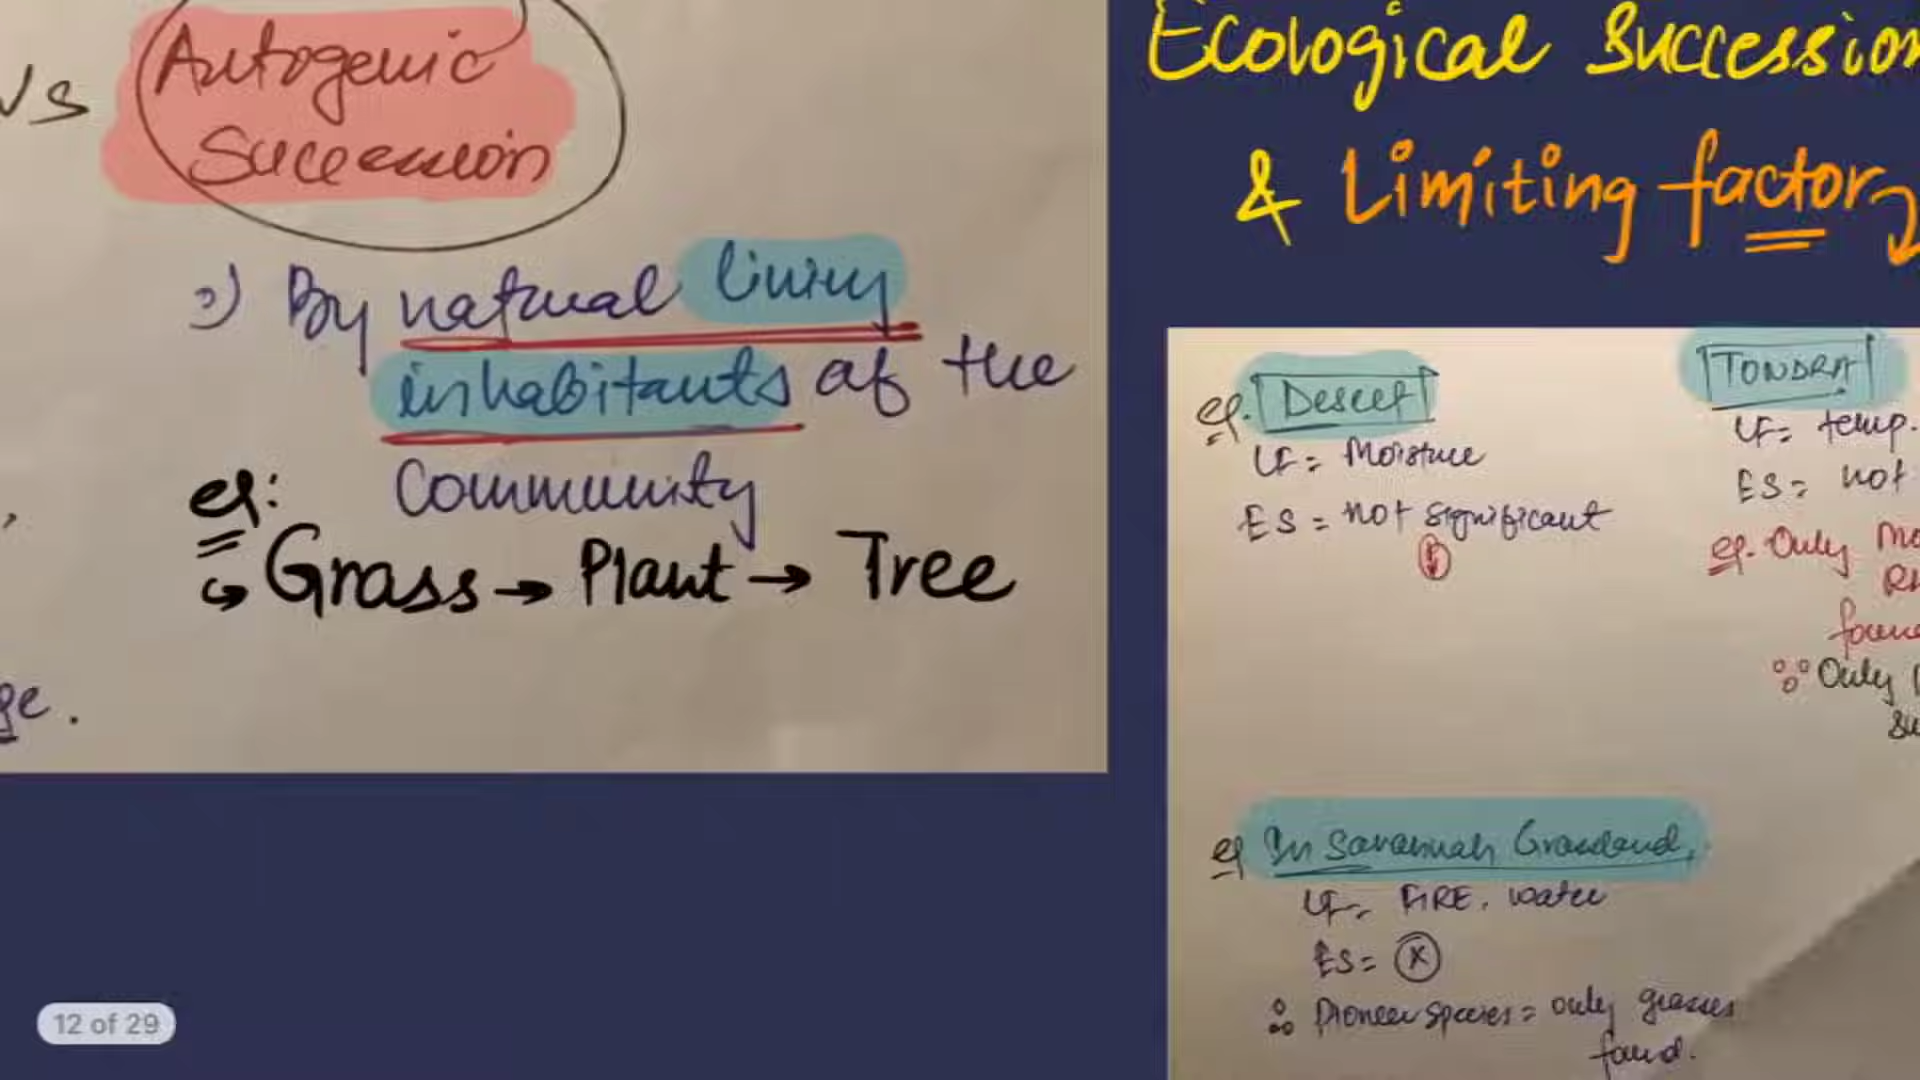 vs Autogenic
Succession
⇒) By natural living
inhabitants of the
Community
eg:
↳ Grass → Plant → Tree
ge.
12 of 29
Ecological Succession
& Limiting factor
eg. Desert
LF = Moisture
ES = not significant
TUNDRA
LF = temp.
ES = not
eg. Only
Only
eg In Savannah Grassland,
LF = FIRE, water
ES = ⓧ
∴ Pioneer Species = only grasses
found.